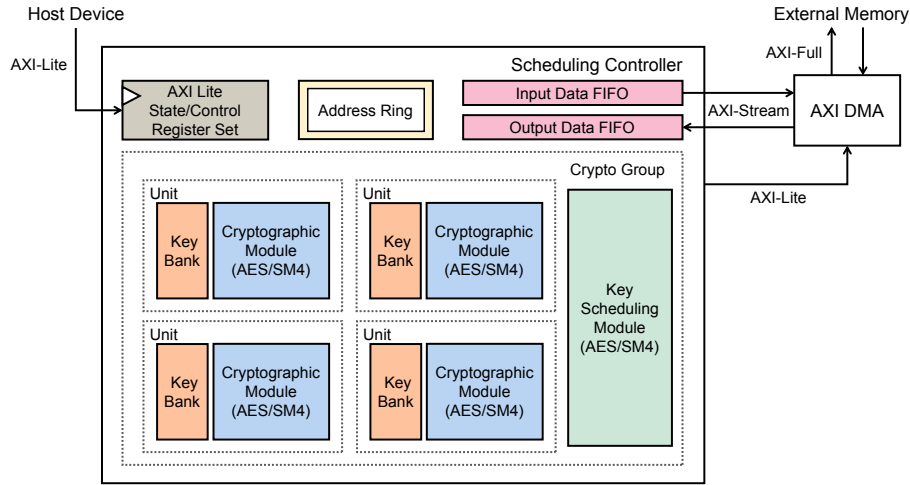 Host Device
External Memory
AXI-Lite
AXI-Full
Scheduling Controller
AXI Lite
State/Control
Register Set
Address Ring
Input Data FIFO
Output Data FIFO
AXI-Stream
AXI DMA
AXI-Lite
Crypto Group
Unit
Key
Bank
Cryptographic
Module
(AES/SM4)
Unit
Key
Bank
Cryptographic
Module
(AES/SM4)
Key
Scheduling
Module
(AES/SM4)
Unit
Key
Bank
Cryptographic
Module
(AES/SM4)
Unit
Key
Bank
Cryptographic
Module
(AES/SM4)